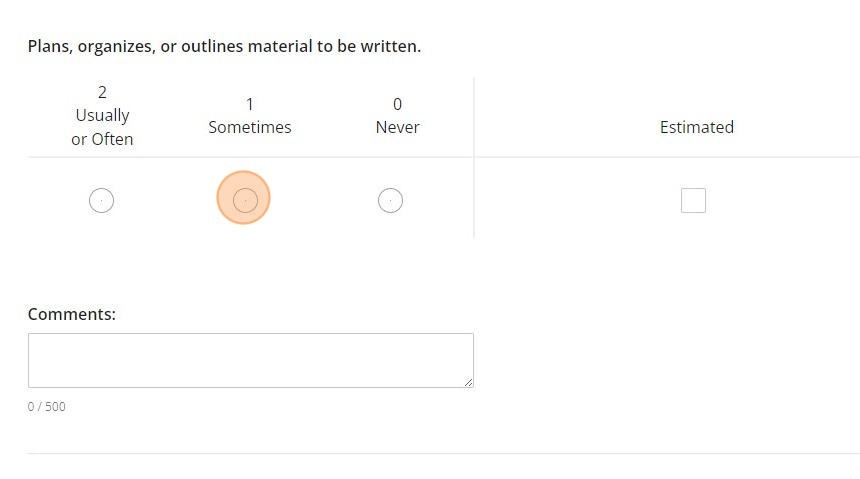 Plans, organizes, or outlines material to be written.
2
Usually
or Often
1
Sometimes
0
Never
Estimated
Comments:
0 / 500